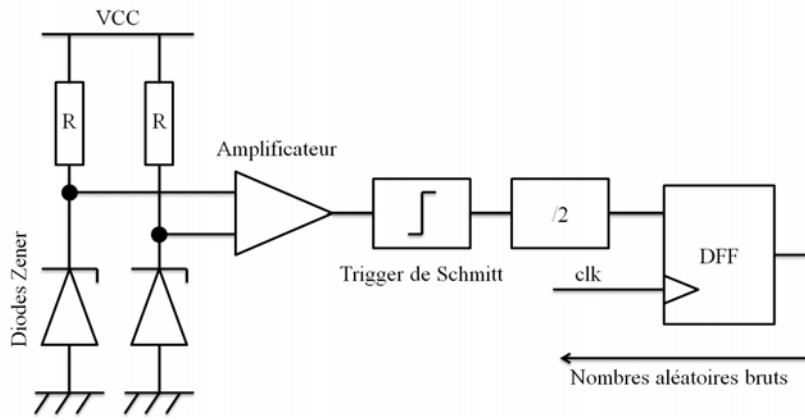 VCC
R
R
Amplificateur
/2
DFF
Trigger de Schmitt
clk
Diodes Zener
Nombres aléatoires bruts